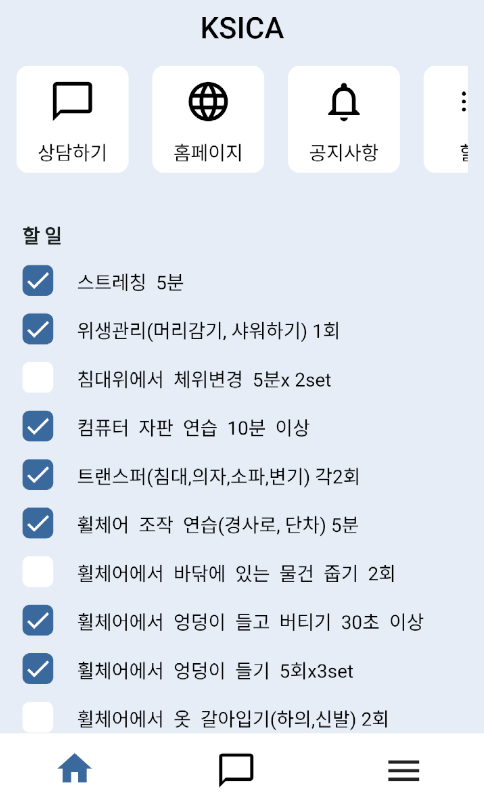 KSICA
상담하기
홈페이지
공지사항
할 일
스트레칭 5분
위생관리(머리감기, 샤워하기) 1회
침대위에서 체위변경 5분x 2set
컴퓨터 자판 연습 10분 이상
트랜스퍼(침대,의자,소파,변기) 각2회
휠체어 조작 연습(경사로, 단차) 5분
휠체어에서 바닦에 있는 물건 줍기 2회
휠체어에서 엉덩이 들고 버티기 30초 이상
휠체어에서 엉덩이 들기 5회x3set
휠체어에서 옷 갈아입기(하의,신발) 2회